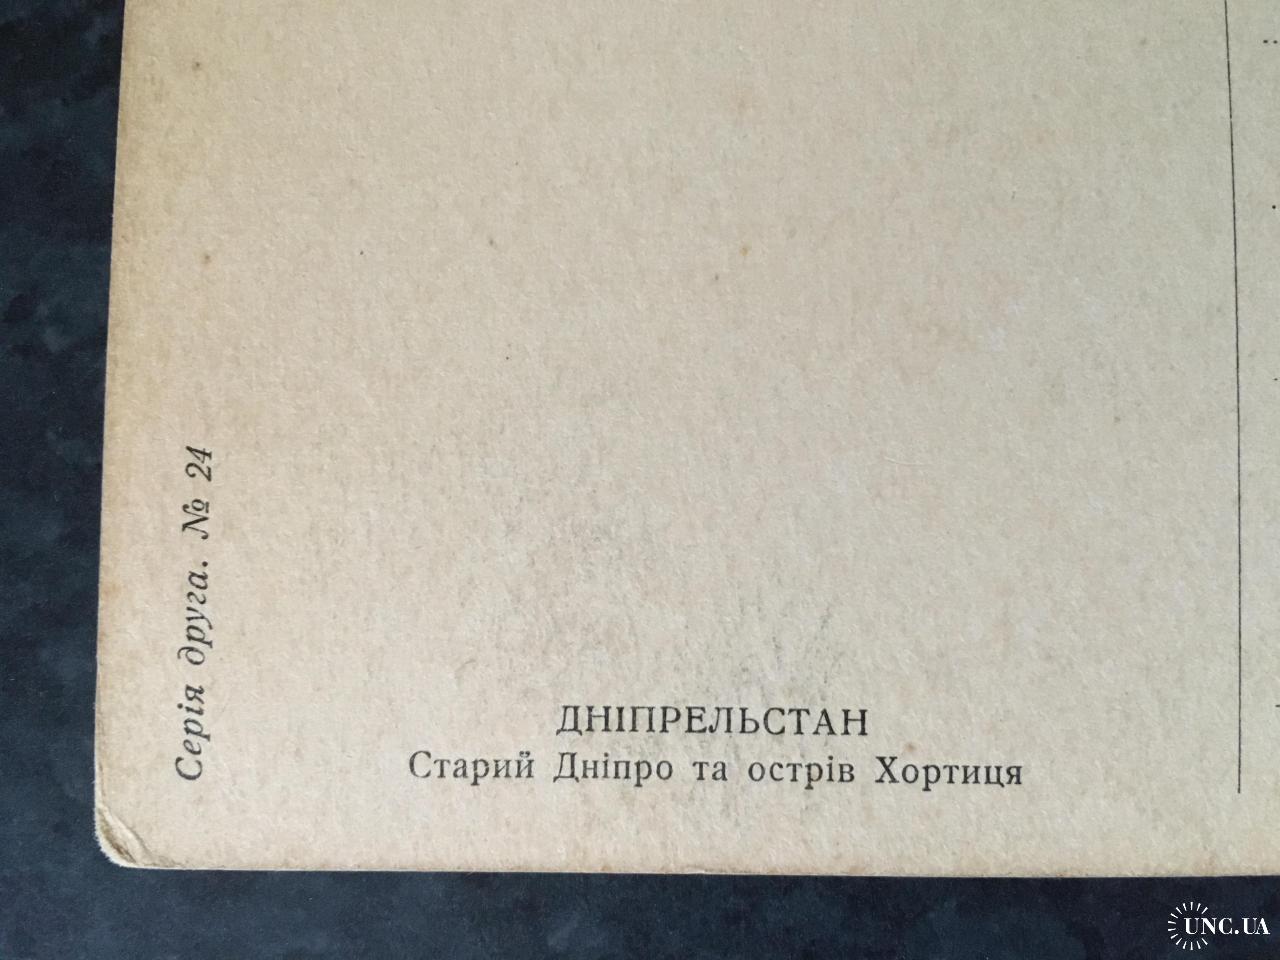 Серія друга. № 24
ДНІПРЕЛЬСТАН
Старий Дніпро та острів Хортиця
UNC.UA